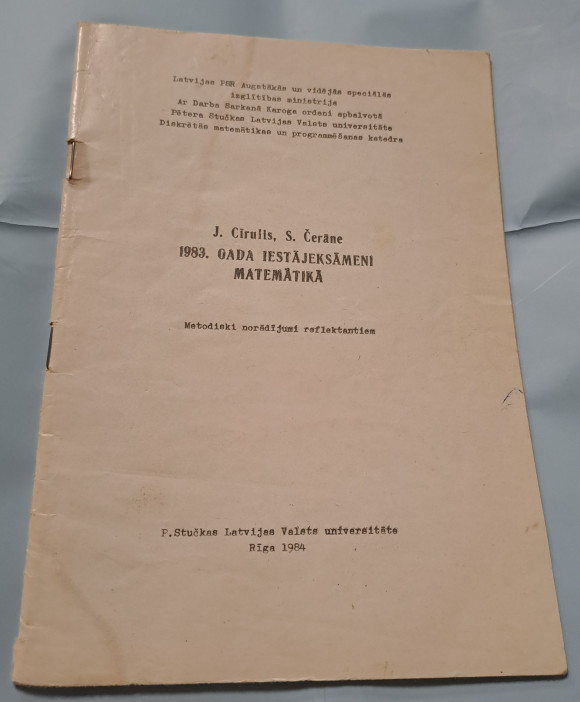 Latvijas PSR Augstākās un vidējās speciālās
izglītības ministrija
Ar Darba Sarkanā Karoga ordeni apbalvotā
Pētera Stučkas Latvijas Valsts universitāte
Diskrētās matemātikas un programmēšanas katedra
J. Cīrulis, S. Čerāne
1983. GADA IESTĀJEKSĀMENI
MATEMĀTIKĀ
Metodiski norādījumi reflektantiem
P.Stučkas Latvijas Valsts universitāte
Rīga 1984